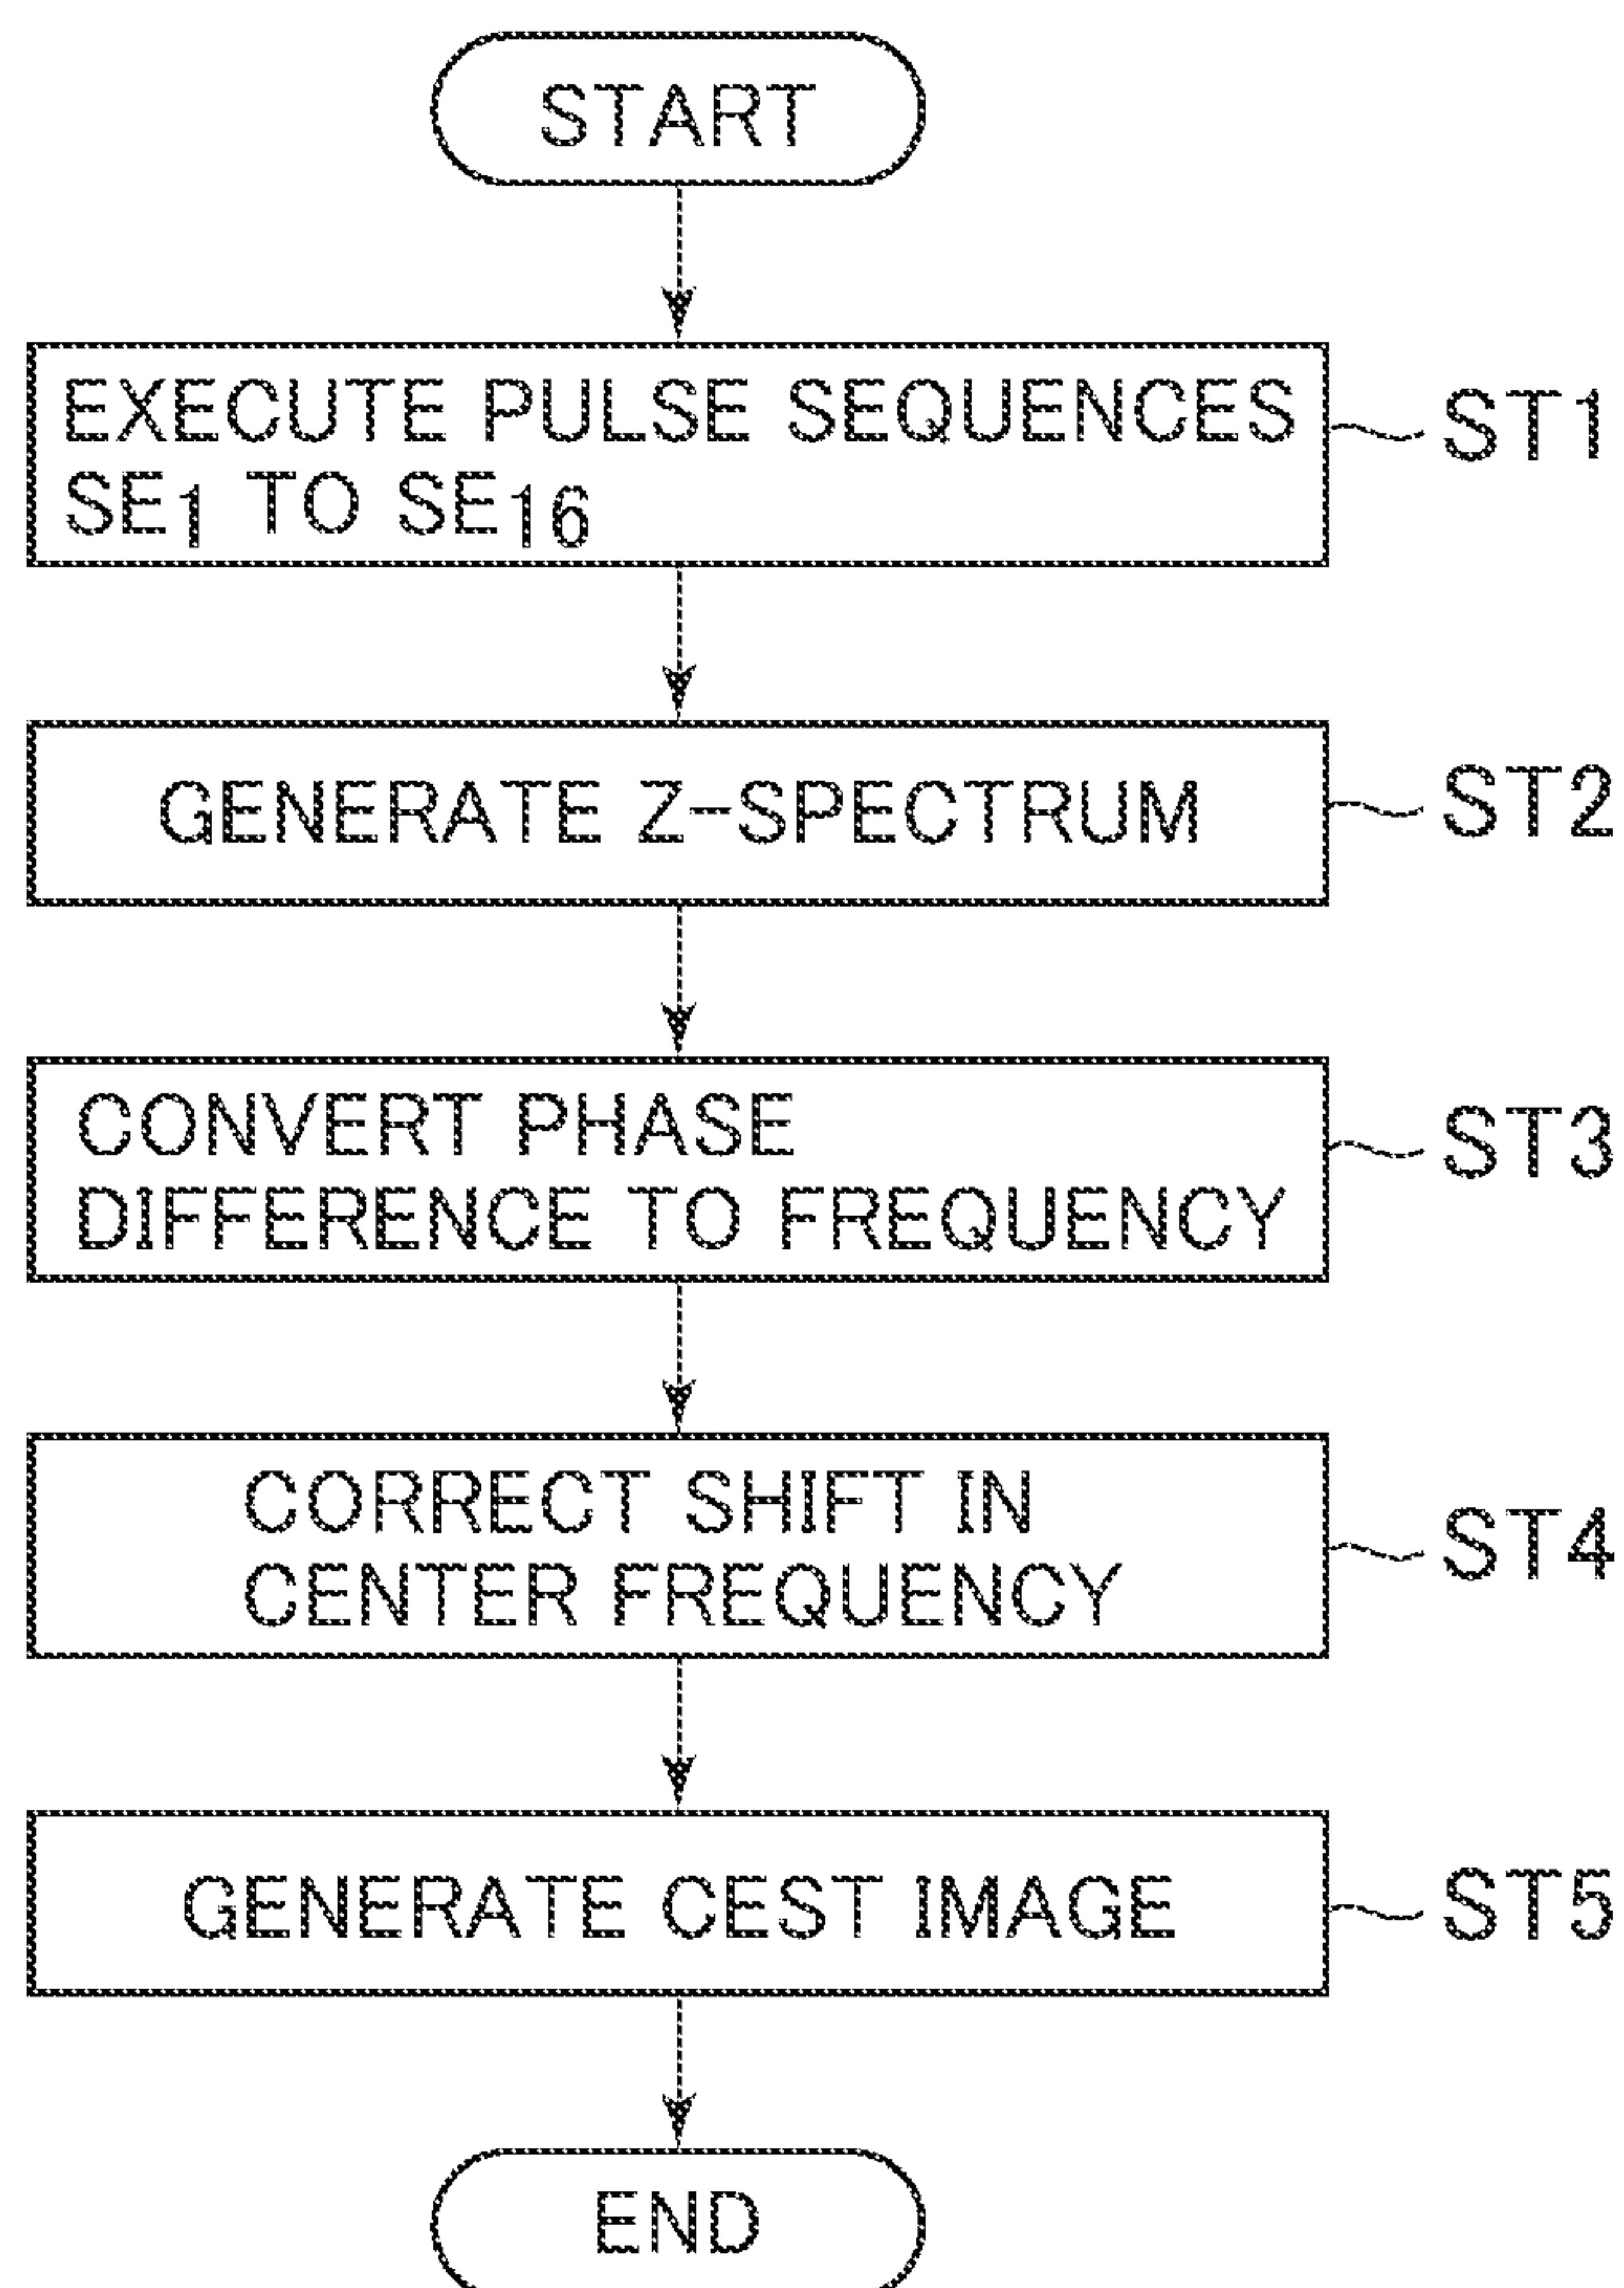 START
EXECUTE PULSE SEQUENCES
SE1 TO SE16
ST1
GENERATE Z-SPECTRUM
ST2
CONVERT PHASE
DIFFERENCE TO FREQUENCY
ST3
CORRECT SHIFT IN
CENTER FREQUENCY
ST4
GENERATE CEST IMAGE
ST5
END